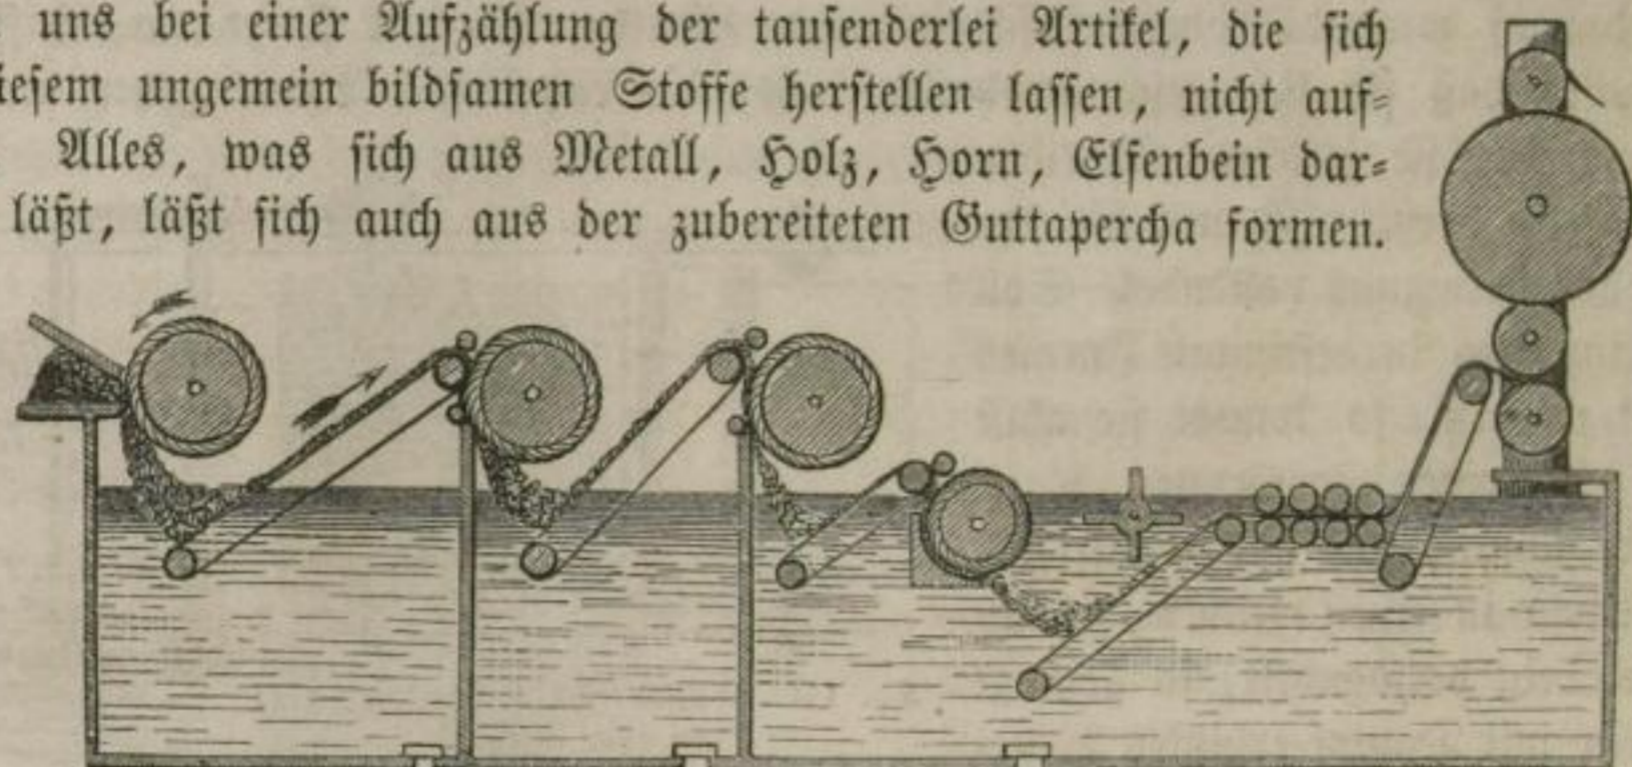 uns bei einer Aufzählung der tauſenderlei Artikel, die ſich
ieſem ungemein bildſamen Stoffe herſtellen laſſen, nicht auf⸗
Alles, was ſich aus Metall, Holz, Horn, Elfenbein dar⸗
läßt, läßt ſich auch aus der zubereiteten Guttapercha formen.